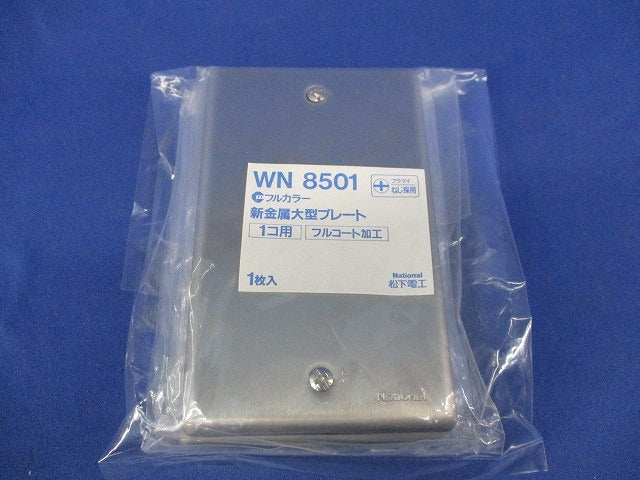 WN 8501
フルカラー
新金属大型プレート
1コ用 フルコート加工
プラマイ
ねじ採用
1枚入
National
松下電工
National